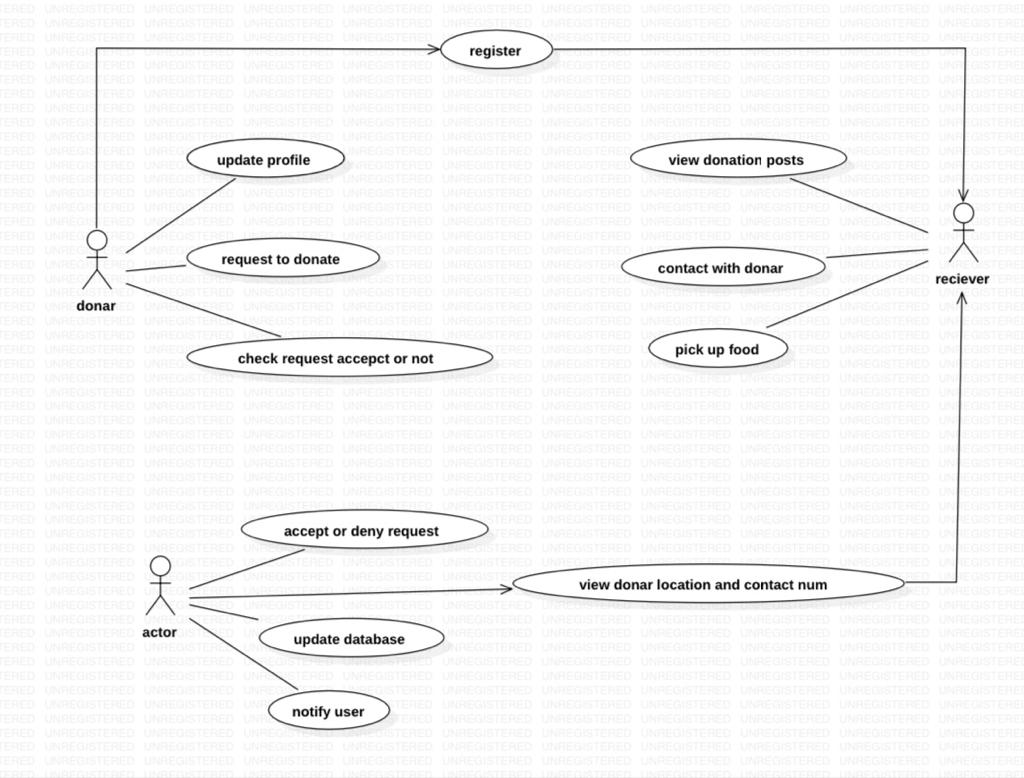 register
update profile
view donation posts
request to donate
contact with donar
reciever
donar
pick up food
check request accepct or not
accept or deny request
view donar location and contact num
actor
update database
notify user
UNREGISTERED